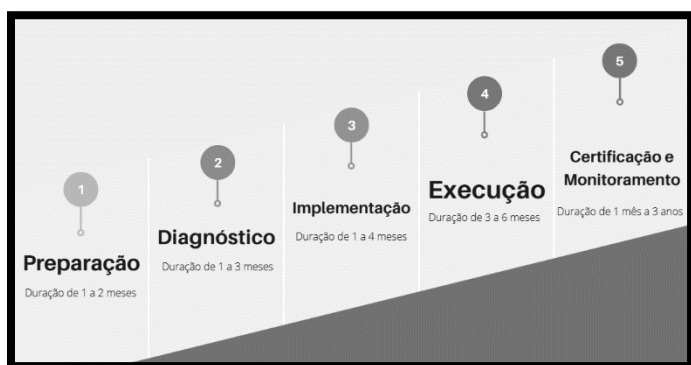 1
Preparação
Duração de 1 a 2 meses
2
Diagnóstico
Duração de 1 a 3 meses
3
Implementação
Duração de 1 a 4 meses
4
Execução
Duração de 3 a 6 meses
5
Certificação e
Monitoramento
Duração de 1 mês a 3 anos